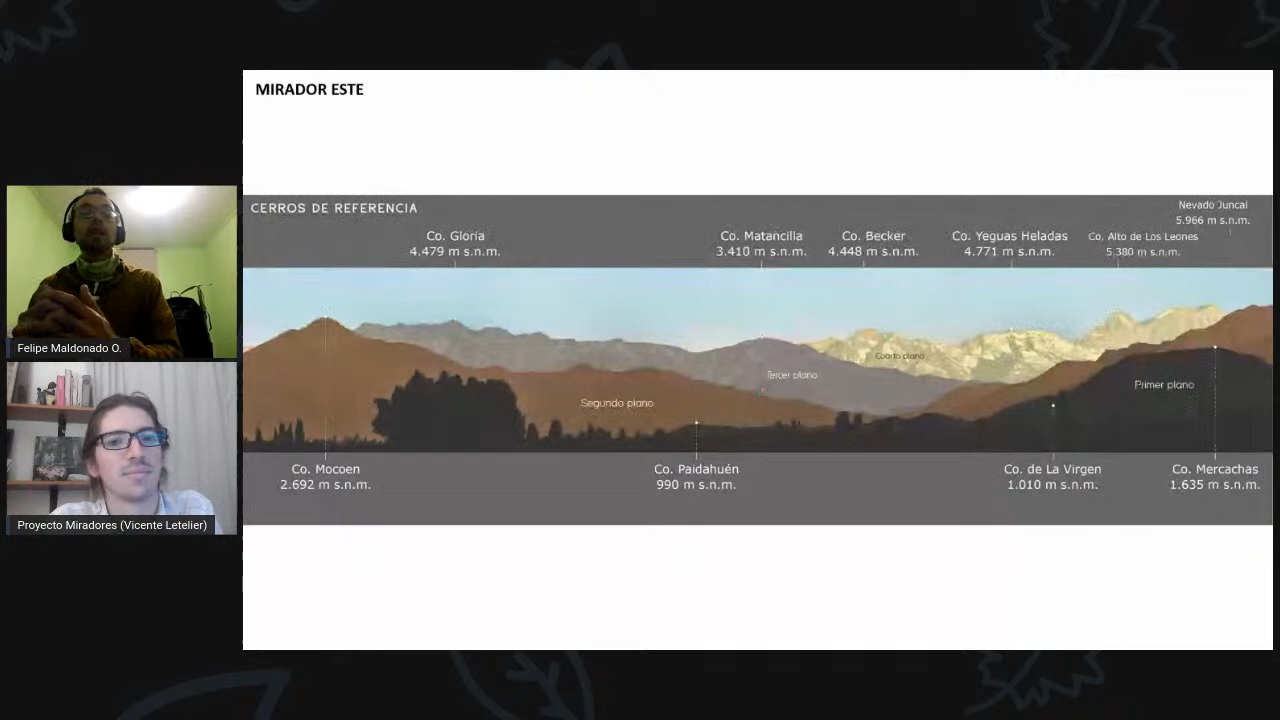 MIRADOR ESTE
CERROS DE REFERENCIA
Nevado Juncal
5.966 m s.n.m.
Co. Gloria
4.479 m s.n.m.
Co. Matancilla
3.410 m s.n.m.
Co. Becker
4.448 m s.n.m.
Co. Yeguas Heladas
4.771 m s.n.m.
Co. Alto de Los Leones
5.380 m s.n.m.
Cuarto plano
Tercer plano
Primer plano
Segundo plano
Co. Mocoen
2.692 m s.n.m.
Co. Paidahuén
990 m s.n.m.
Co. de La Virgen
1.010 m s.n.m.
Co. Mercachas
1.635 m s.n.m.
Felipe Maldonado O.
Proyecto Miradores (Vicente Letelier)